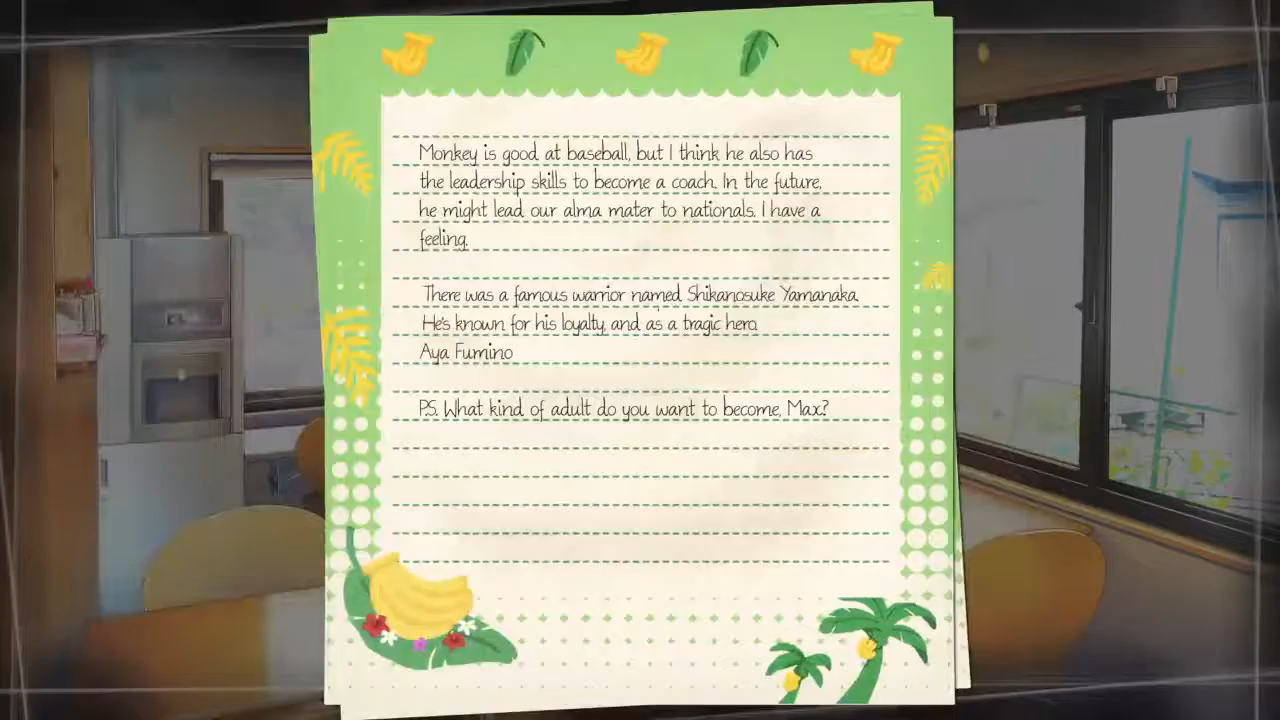 Monkey is good at baseball, but I think he also has
the leadership skills to become a coach. In the future,
he might lead our alma mater to nationals. I have a
feeling.
There was a famous warrior named Shikanosuke Yamanaka.
He's known for his loyalty, and as a tragic hero.
Aya Fumino
P.S. What kind of adult do you want to become, Max?